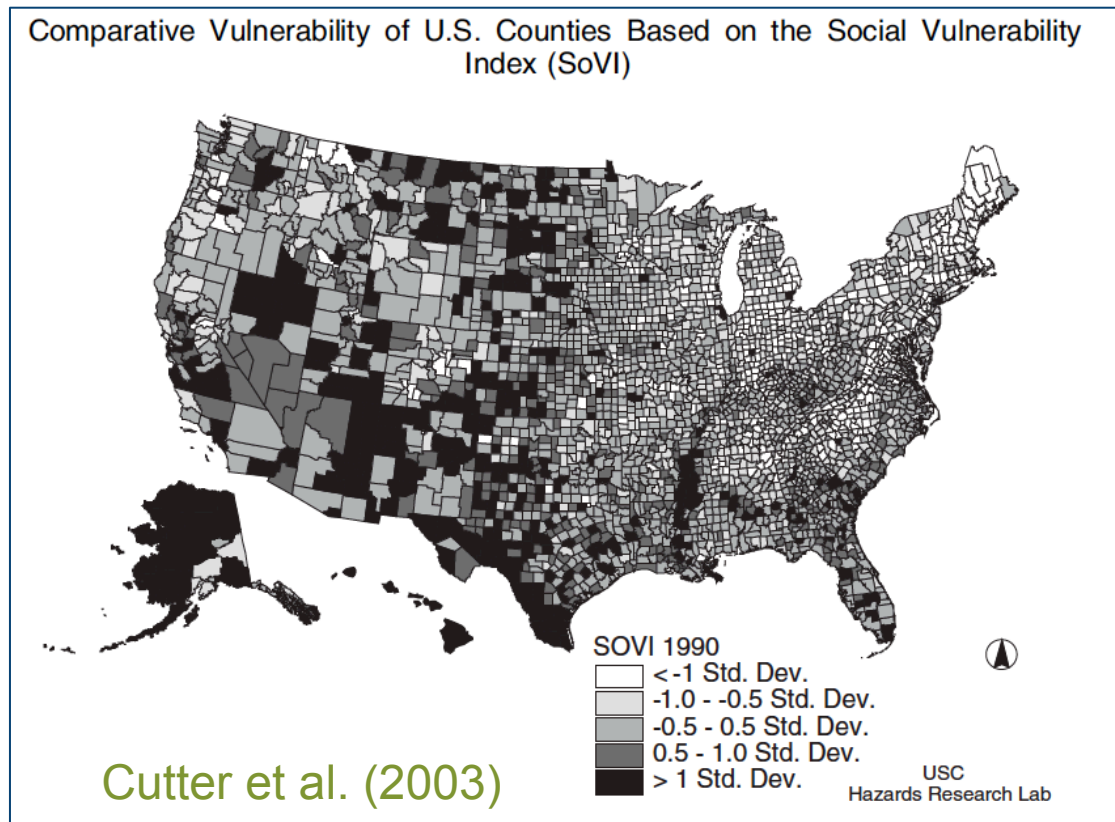 Comparative Vulnerability of U.S. Counties Based on the Social Vulnerability
Index (SoVI)
SOVI 1990
< -1 Std. Dev.
-1.0 - -0.5 Std. Dev.
-0.5 - 0.5 Std. Dev.
0.5 - 1.0 Std. Dev.
> 1 Std. Dev.
USC
Hazards Research Lab
Cutter et al. (2003)